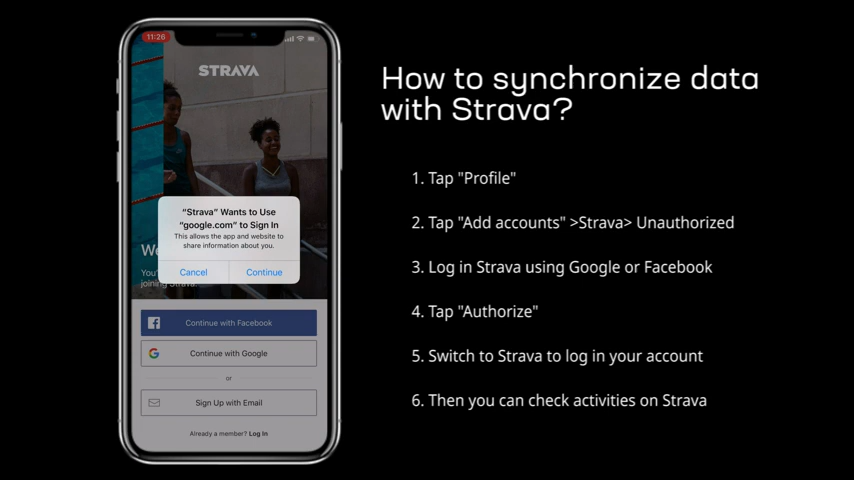 11:26
STRAVA
"Strava" Wants to Use
"google.com" to Sign In
This allows the app and website to
share information about you.
Cancel
Continue
We
You'
joining Strava.
Continue with Facebook
Continue with Google
or
Sign Up with Email
Already a member? Log In
How to synchronize data
with Strava?
1. Tap "Profile"
2. Tap "Add accounts" >Strava> Unauthorized
3. Log in Strava using Google or Facebook
4. Tap "Authorize"
5. Switch to Strava to log in your account
6. Then you can check activities on Strava